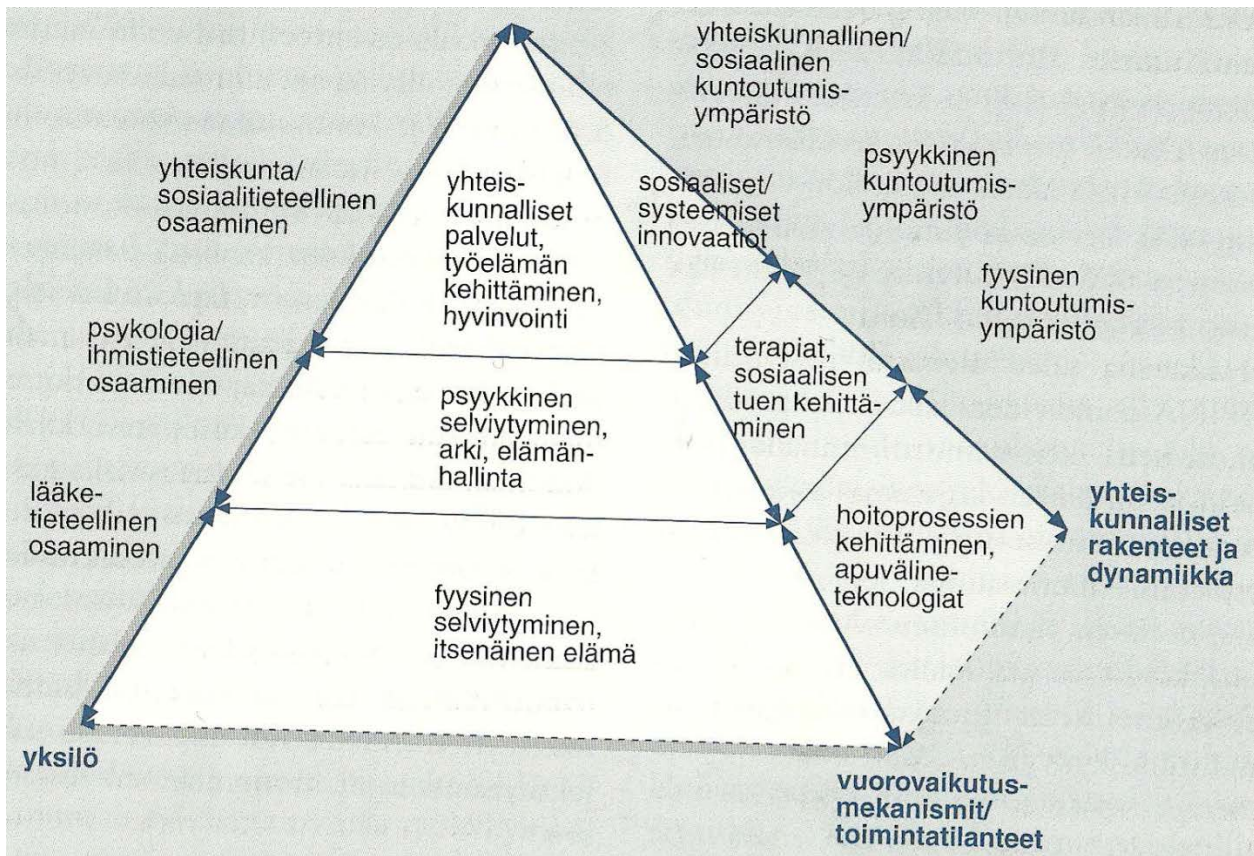 yhteiskunnallinen/
sosiaalinen
kuntoutumis-
ympäristö
psyykkinen
kuntoutumis-
ympäristö
fyysinen
kuntoutumis-
ympäristö
yhteiskunta/
sosiaalitieteellinen
osaaminen
yhteis-
kunnalliset
palvelut,
työelämän
kehittäminen,
hyvinvointi
sosiaaliset/
systeemiset
innovaatiot
psykologia/
ihmistieteellinen
osaaminen
psyykkinen
selviytyminen,
arki, elämän-
hallinta
terapiat,
sosiaalisen
tuen kehittä-
minen
lääke-
tieteellinen
osaaminen
fyysinen
selviytyminen,
itsenäinen elämä
hoitoprosessien
kehittäminen,
apuväline-
teknologiat
yhteis-
kunnalliset
rakenteet ja
dynamiikka
yksilö
vuorovaikutus-
mekanismit/
toimintatilanteet